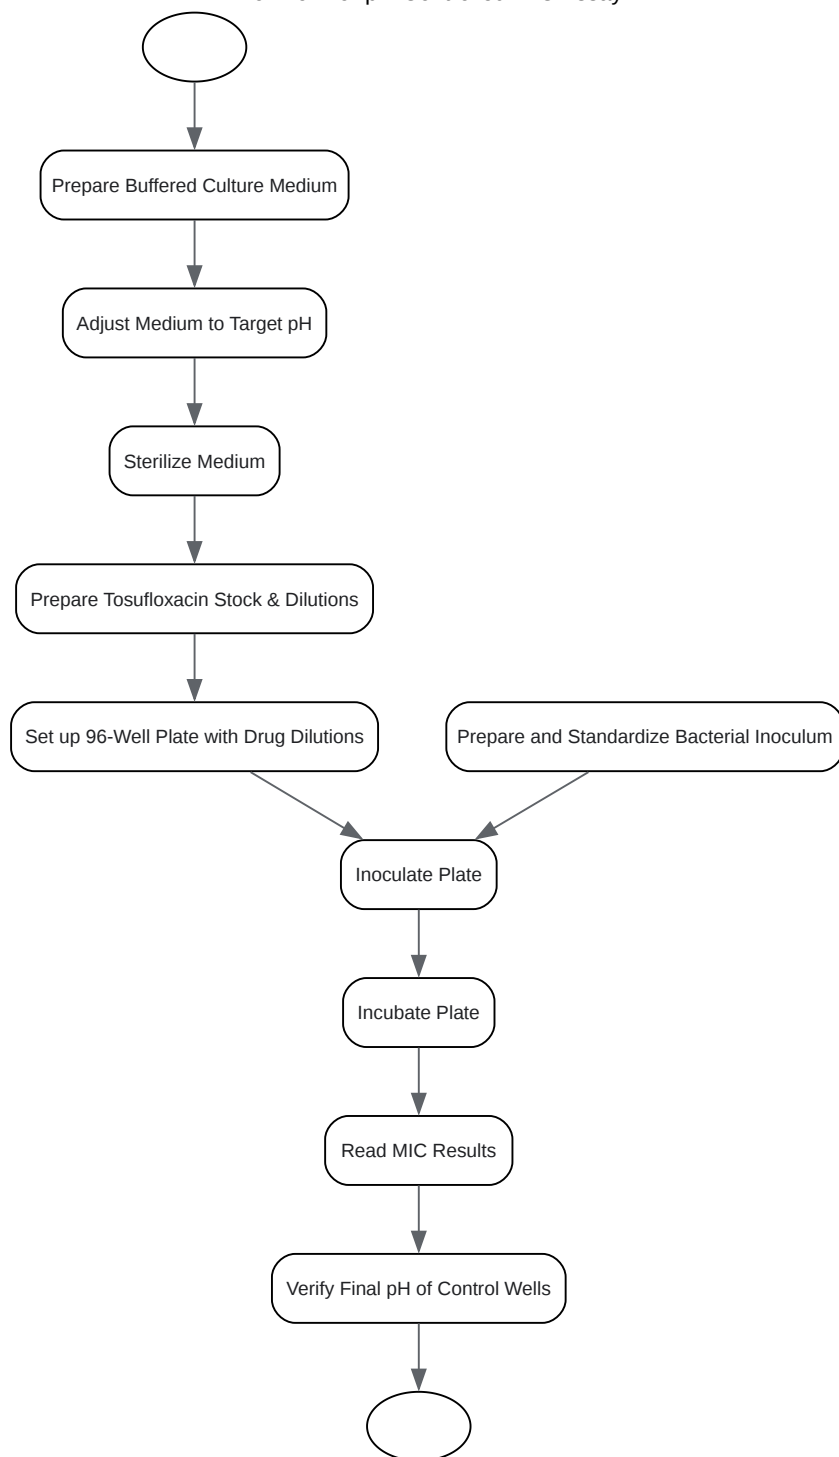 Prepare Buffered Culture Medium
Adjust Medium to Target pH
Sterilize Medium
Prepare Tosufloxacin Stock & Dilutions
Set up 96-Well Plate with Drug Dilutions
Prepare and Standardize Bacterial Inoculum
Inoculate Plate
Incubate Plate
Read MIC Results
Verify Final pH of Control Wells